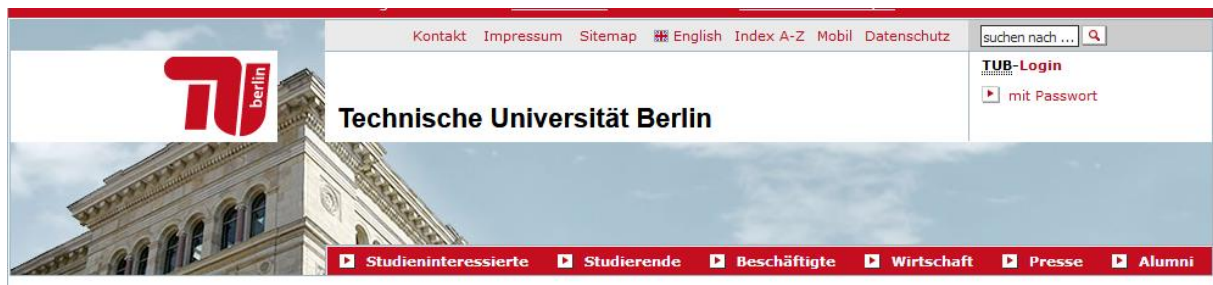 Kontakt Impressum Sitemap English Index A-Z Mobil Datenschutz
suchen nach ...
TUB-Login
mit Passwort
berlin
Technische Universität Berlin
Studieninteressierte Studierende Beschäftigte Wirtschaft Presse Alumni